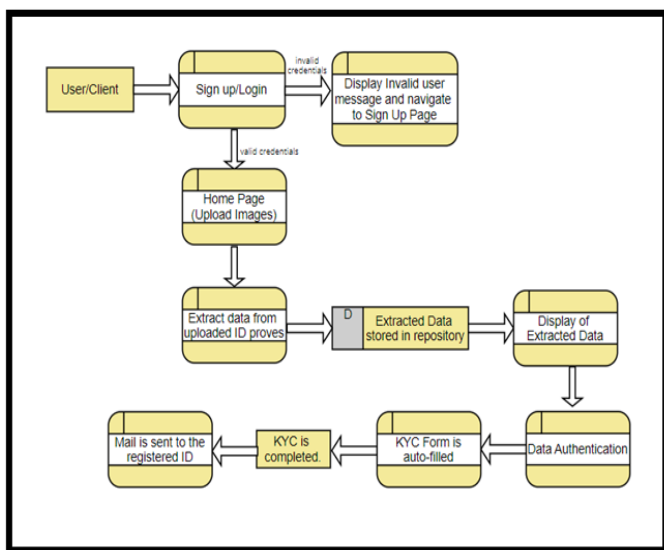 User/Client
Sign up/Login
invalid
credentials
Display Invalid user
message and navigate
to Sign Up Page
valid credentials
Home Page
(Upload Images)
Extract data from
uploaded ID proves
D
Extracted Data
stored in repository
Display of
Extracted Data
Mail is sent to the
registered ID
KYC is
completed.
KYC Form is
auto-filled
Data Authentication